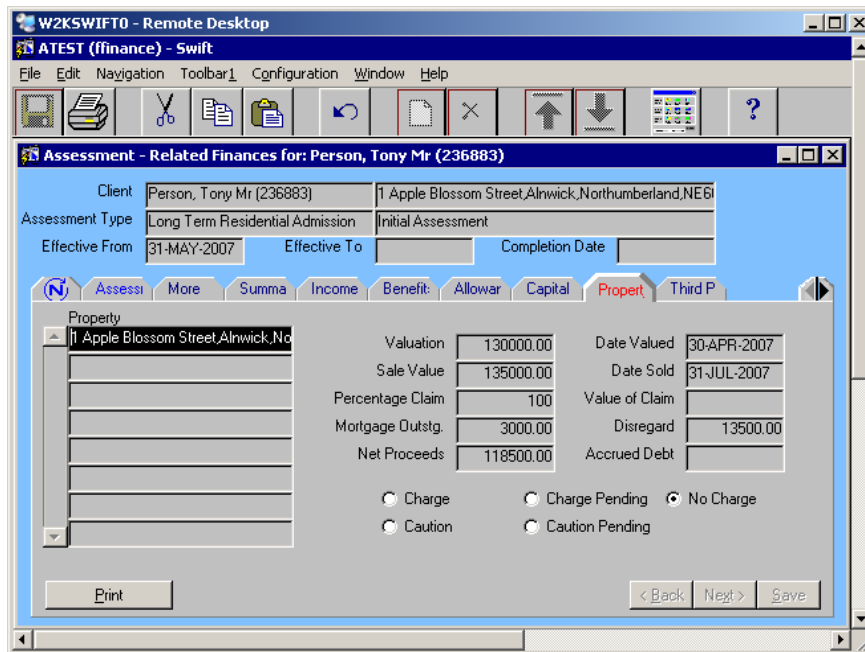 W2KSWIFT0 - Remote Desktop
ATEST (ffinance) - Swift
File Edit Navigation Toolbar1 Configuration Window Help
?
Assessment - Related Finances for: Person, Tony Mr (236883)
Client Person, Tony Mr (236883) 1 Apple Blossom Street,Alnwick,Northumberland,NE6
Assessment Type Long Term Residential Admission Initial Assessment
Effective From 31-MAY-2007 Effective To Completion Date
N Assessi More Summa Income Benefit: Allowar Capital Propert Third P
Property
1 Apple Blossom Street,Alnwick,No
Valuation 130000.00 Date Valued 30-APR-2007
Sale Value 135000.00 Date Sold 31-JUL-2007
Percentage Claim 100 Value of Claim
Mortgage Outstg. 3000.00 Disregard 13500.00
Net Proceeds 118500.00 Accrued Debt
Charge Charge Pending No Charge
Caution Caution Pending
Print < Back Next > Save